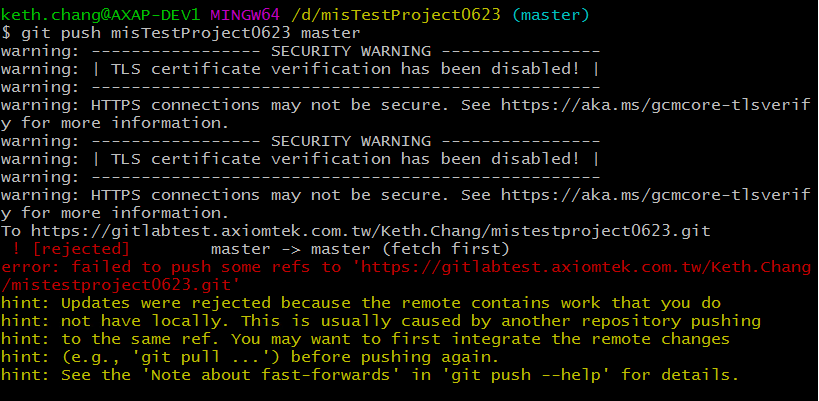 keth.chang@AXAP-DEV1 MINGW64 /d/misTestProject0623 (master)
$ git push misTestProject0623 master
warning: ----------------- SECURITY WARNING ----------------
warning: | TLS certificate verification has been disabled! |
warning: ---------------------------------------------------
warning: HTTPS connections may not be secure. See https://aka.ms/gcmcore-tlsverif
y for more information.
warning: ----------------- SECURITY WARNING ----------------
warning: | TLS certificate verification has been disabled! |
warning: ---------------------------------------------------
warning: HTTPS connections may not be secure. See https://aka.ms/gcmcore-tlsverif
y for more information.
To https://gitlabtest.axiomtek.com.tw/Keth.Chang/mistestproject0623.git
 ! [rejected]        master -> master (fetch first)
error: failed to push some refs to 'https://gitlabtest.axiomtek.com.tw/Keth.Chang
/mistestproject0623.git'
hint: Updates were rejected because the remote contains work that you do
hint: not have locally. This is usually caused by another repository pushing
hint: to the same ref. You may want to first integrate the remote changes
hint: (e.g., 'git pull ...') before pushing again.
hint: See the 'Note about fast-forwards' in 'git push --help' for details.